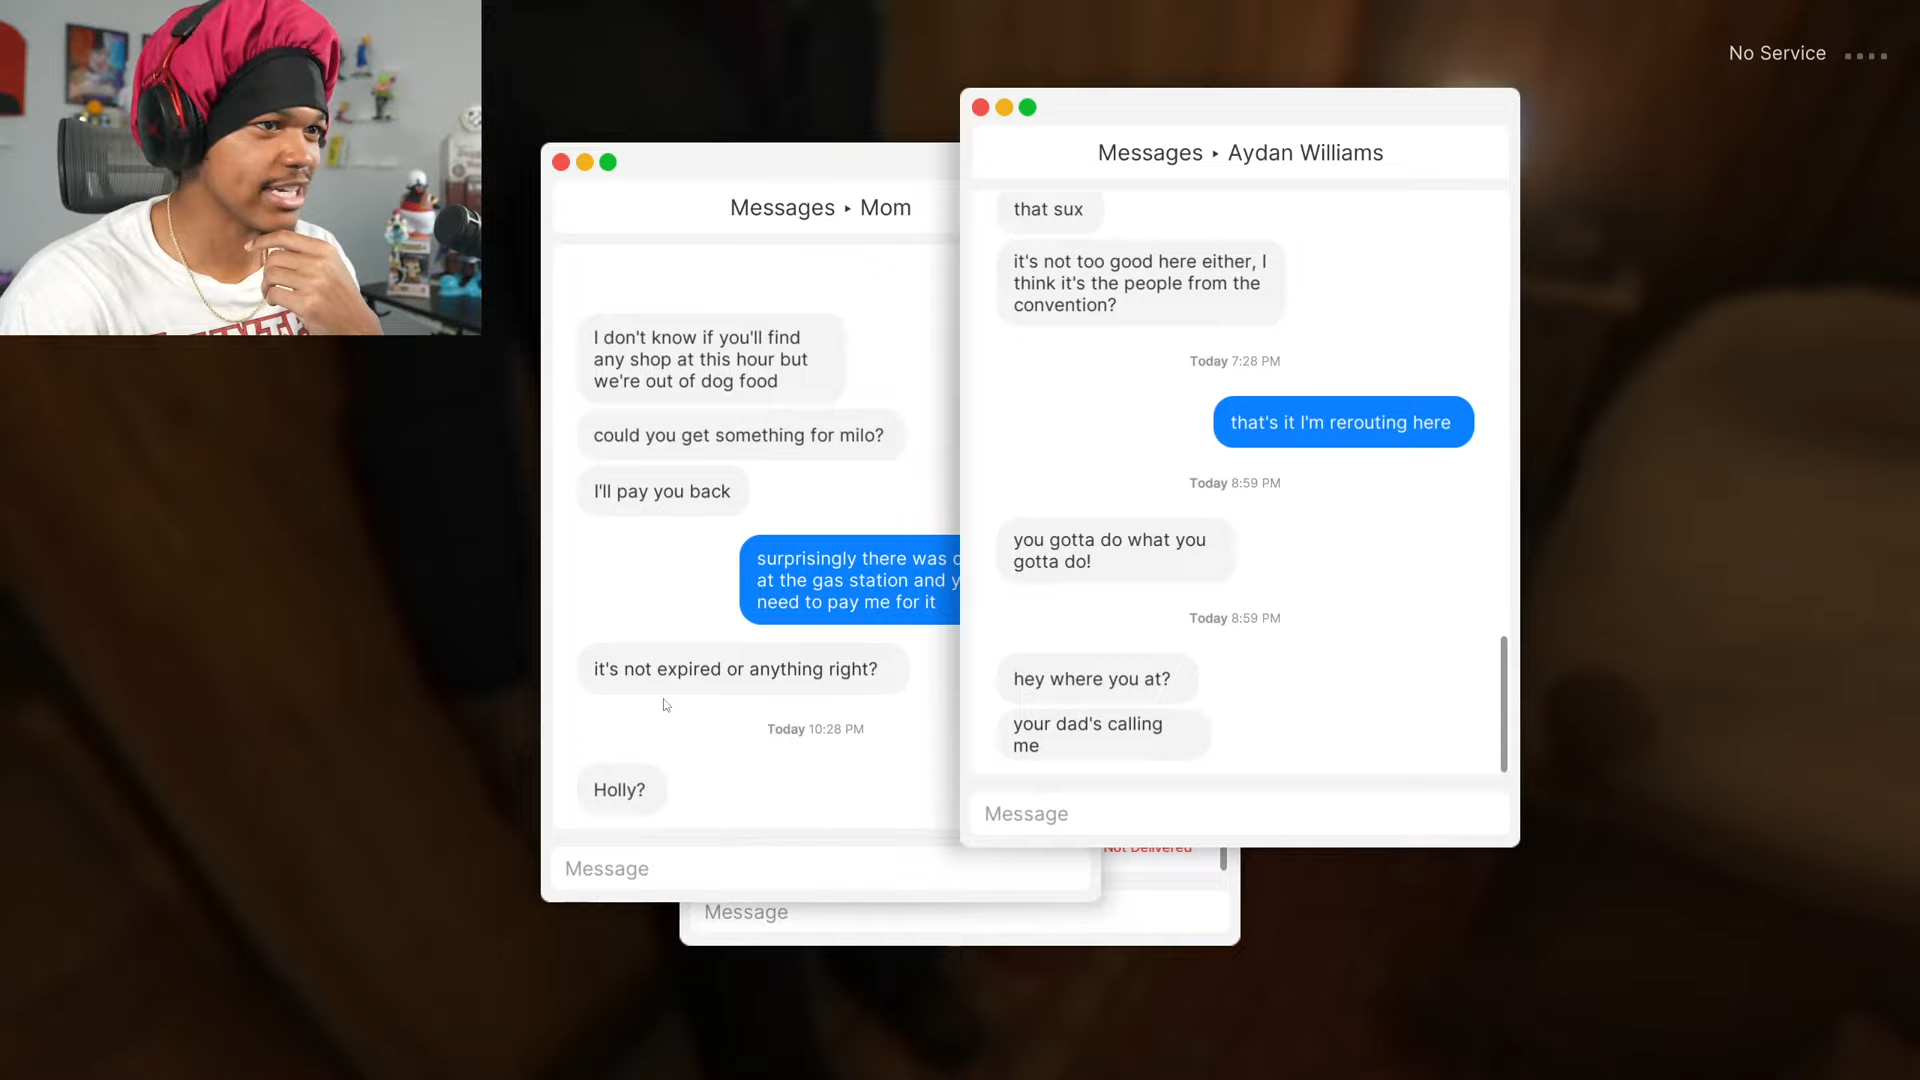 No Service
Messages ‣ Mom
I don't know if you'll find
any shop at this hour but
we're out of dog food
could you get something for milo?
I'll pay you back
surprisingly there was
at the gas station and
need to pay me for it
it's not expired or anything right?
Today 10:28 PM
Holly?
Message
Messages ‣ Aydan Williams
that sux
it's not too good here either, I
think it's the people from the
convention?
Today 7:28 PM
that's it I'm rerouting here
Today 8:59 PM
you gotta do what you
gotta do!
Today 8:59 PM
hey where you at?
your dad's calling
me
Message
Not Delivered
Message